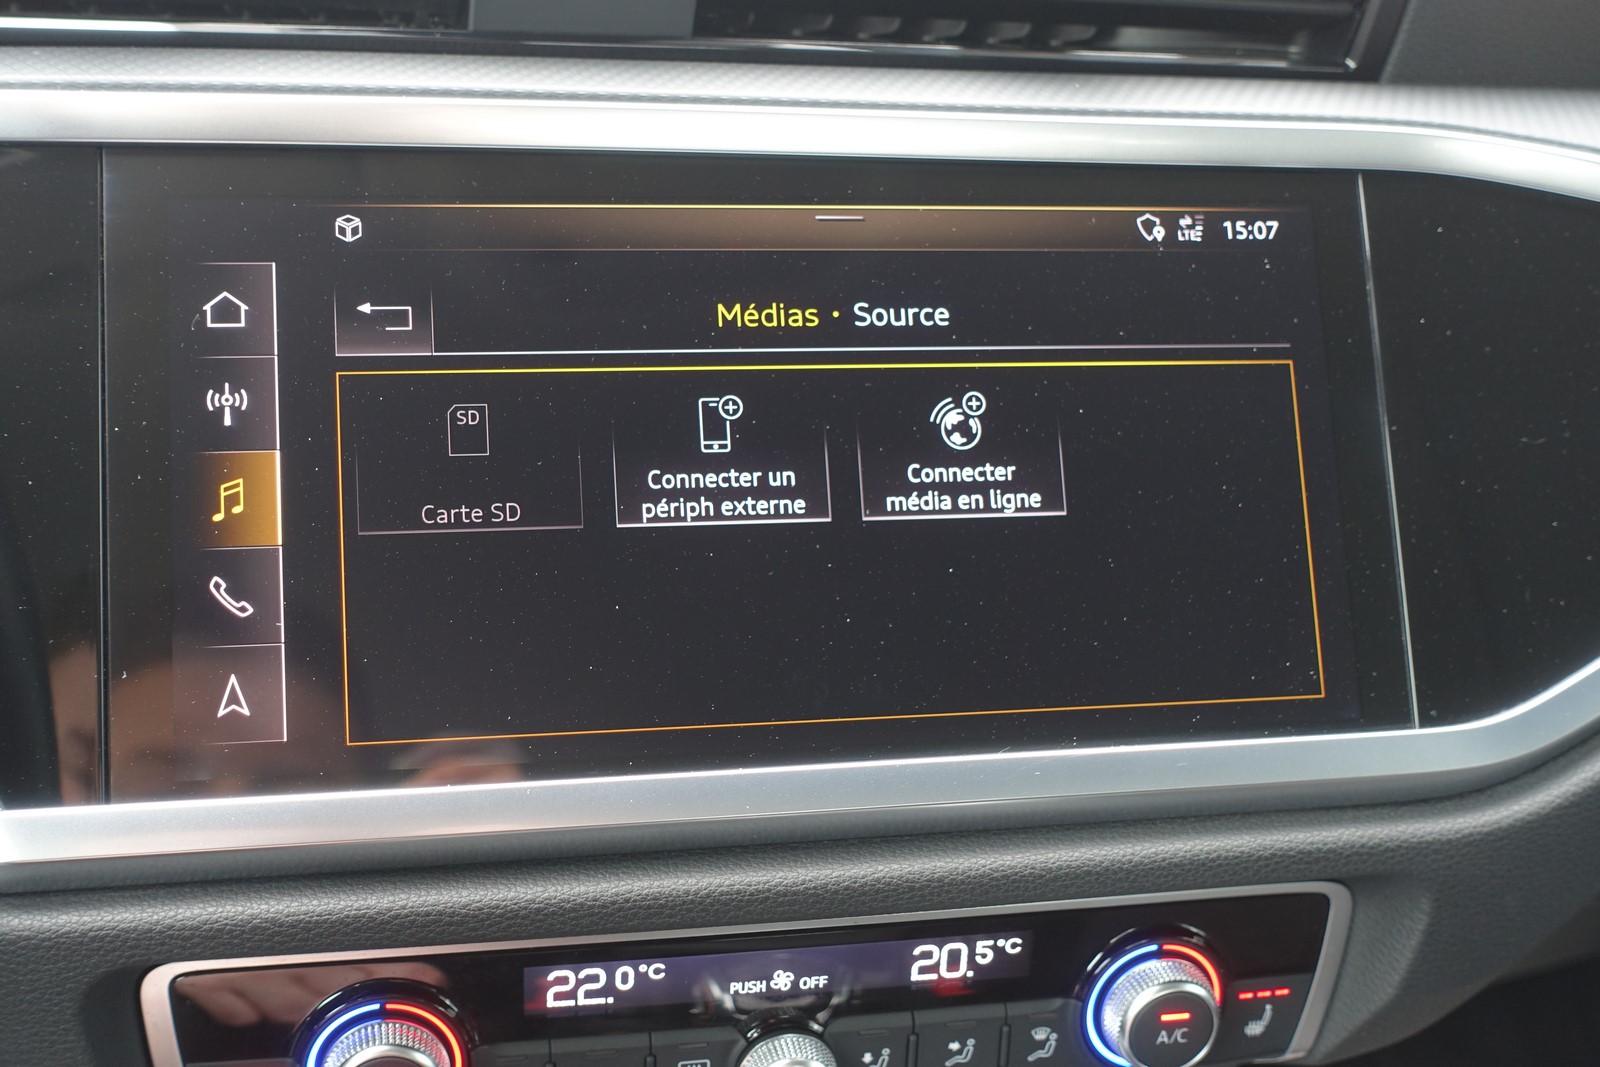 LTE 15:07
Médias • Source
SD
Carte SD
Connecter un
périph externe
Connecter
média en ligne
22.0°C
PUSH OFF
20.5°C
A/C